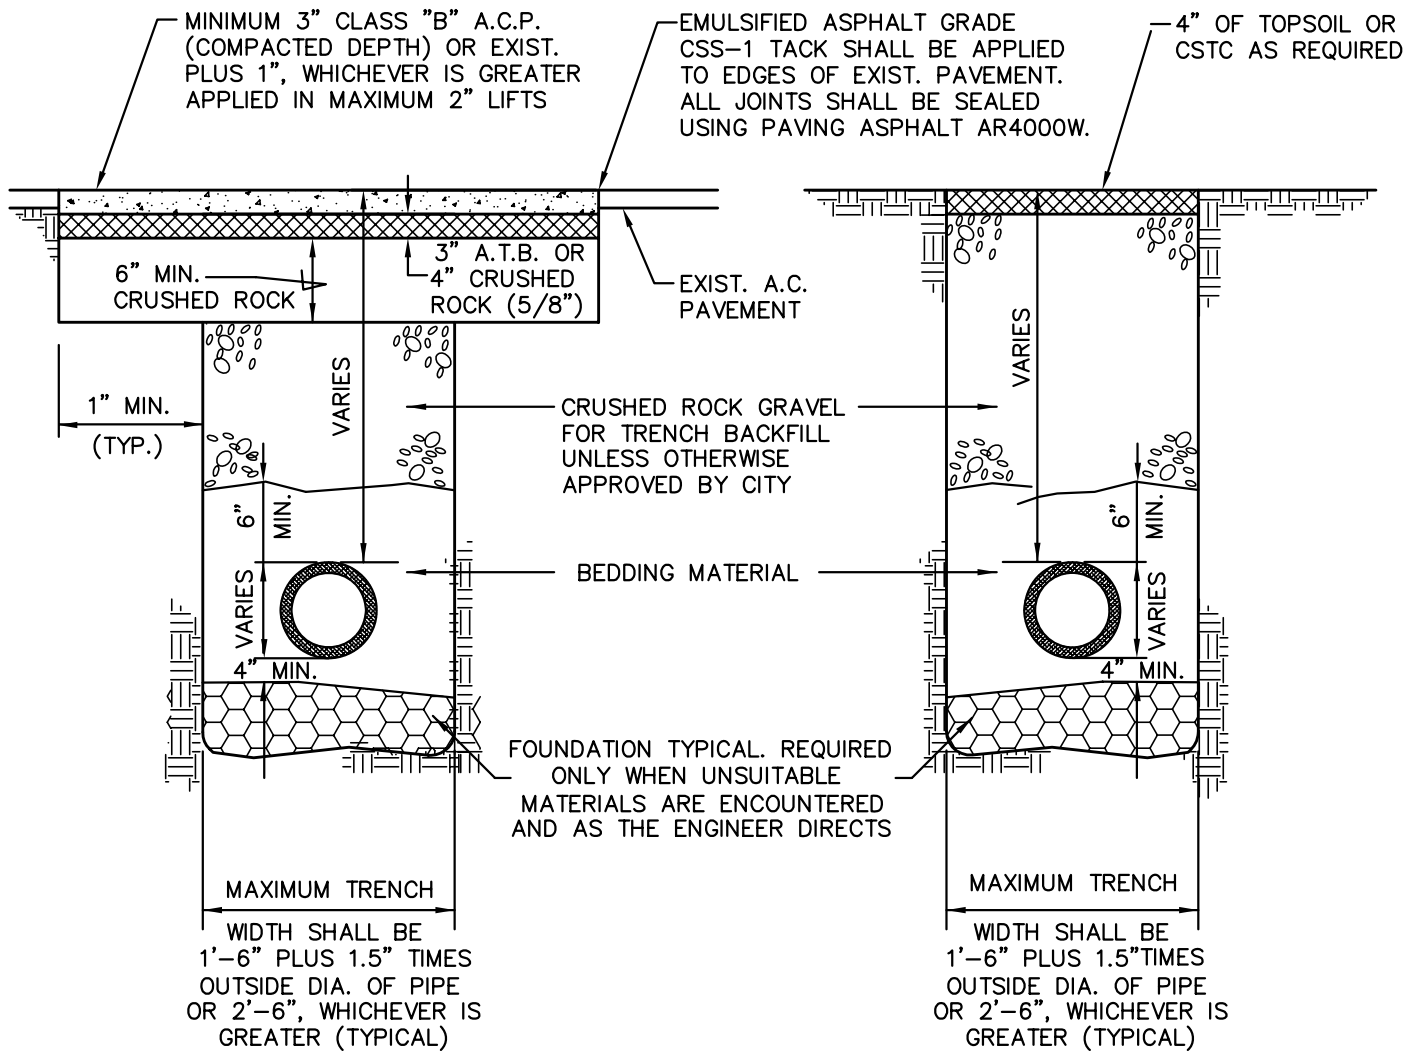 MINIMUM 3" CLASS "B" A.C.P.
(COMPACTED DEPTH) OR EXIST.
PLUS 1", WHICHEVER IS GREATER
APPLIED IN MAXIMUM 2" LIFTS
EMULSIFIED ASPHALT GRADE
CSS-1 TACK SHALL BE APPLIED
TO EDGES OF EXIST. PAVEMENT.
ALL JOINTS SHALL BE SEALED
USING PAVING ASPHALT AR4000W.
4" OF TOPSOIL OR
CSTC AS REQUIRED
6" MIN.
CRUSHED ROCK
3" A.T.B. OR
4" CRUSHED
ROCK (5/8")
EXIST. A.C.
PAVEMENT
VARIES
VARIES
1" MIN.
(TYP.)
CRUSHED ROCK GRAVEL
FOR TRENCH BACKFILL
UNLESS OTHERWISE
APPROVED BY CITY
6"
MIN.
6"
MIN.
BEDDING MATERIAL
VARIES
VARIES
4" MIN.
4" MIN.
FOUNDATION TYPICAL. REQUIRED
ONLY WHEN UNSUITABLE
MATERIALS ARE ENCOUNTERED
AND AS THE ENGINEER DIRECTS
MAXIMUM TRENCH
WIDTH SHALL BE
1'-6" PLUS 1.5" TIMES
OUTSIDE DIA. OF PIPE
OR 2'-6", WHICHEVER IS
GREATER (TYPICAL)
MAXIMUM TRENCH
WIDTH SHALL BE
1'-6" PLUS 1.5"TIMES
OUTSIDE DIA. OF PIPE
OR 2'-6", WHICHEVER IS
GREATER (TYPICAL)